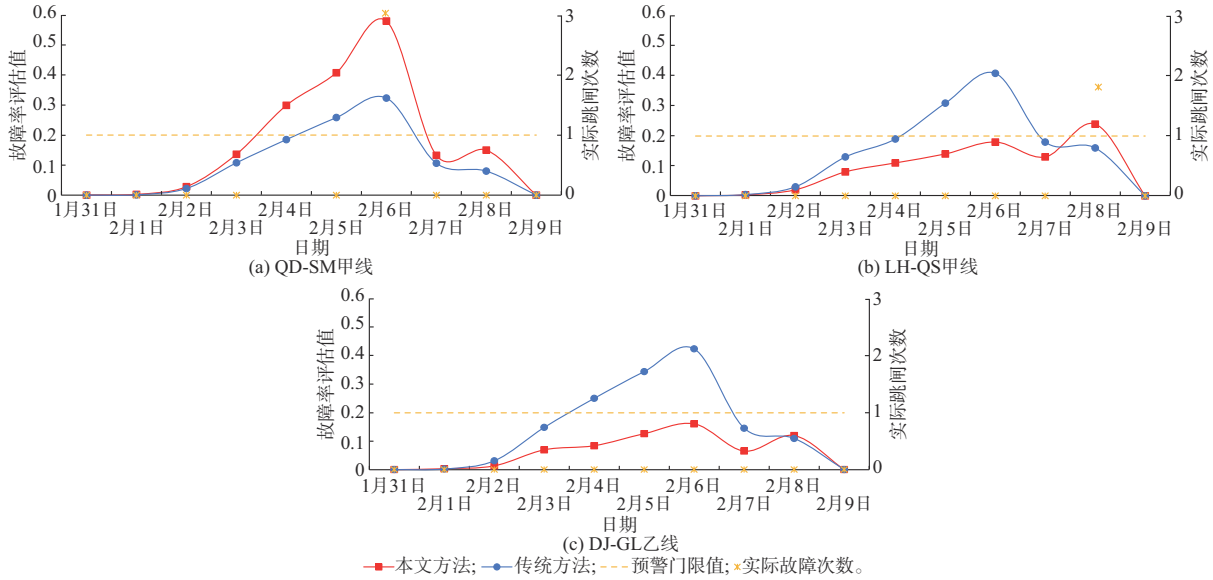 故障率评估值
0.6
0.5
0.4
0.3
0.2
0.1
0
3
2
1
0
实际跳闸次数
1月31日 2月2日 2月4日 2月6日 2月8日
2月1日 2月3日 2月5日 2月7日 2月9日
日期
(a) QD-SM甲线
故障率评估值
0.6
0.5
0.4
0.3
0.2
0.1
0
3
2
1
0
实际跳闸次数
1月31日 2月2日 2月4日 2月6日 2月8日
2月1日 2月3日 2月5日 2月7日 2月9日
日期
(b) LH-QS甲线
故障率评估值
0.6
0.5
0.4
0.3
0.2
0.1
0
3
2
1
0
实际跳闸次数
1月31日 2月2日 2月4日 2月6日 2月8日
2月1日 2月3日 2月5日 2月7日 2月9日
日期
(c) DJ-GL乙线
本文方法; 传统方法; 预警门限值; 实际故障次数。